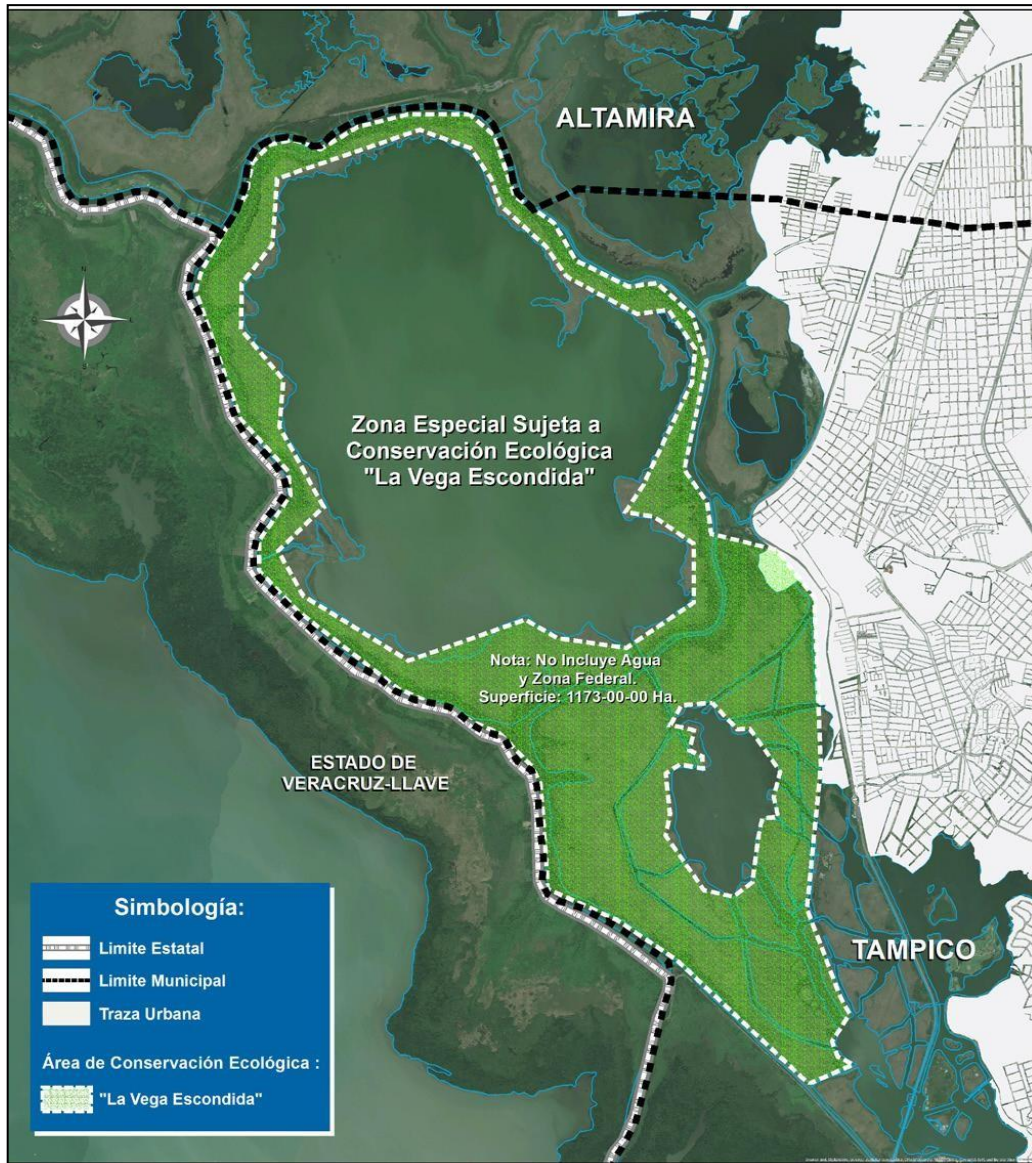 ALTAMIRA
N
Zona Especial Sujeta a
Conservación Ecológica
"La Vega Escondida"
Nota: No Incluye Agua
y Zona Federal.
Superficie: 1173-00-00 Ha.
ESTADO DE
VERACRUZ-LLAVE
TAMPICO
Simbología:
Limite Estatal
Limite Municipal
Traza Urbana
Área de Conservación Ecológica :
"La Vega Escondida"